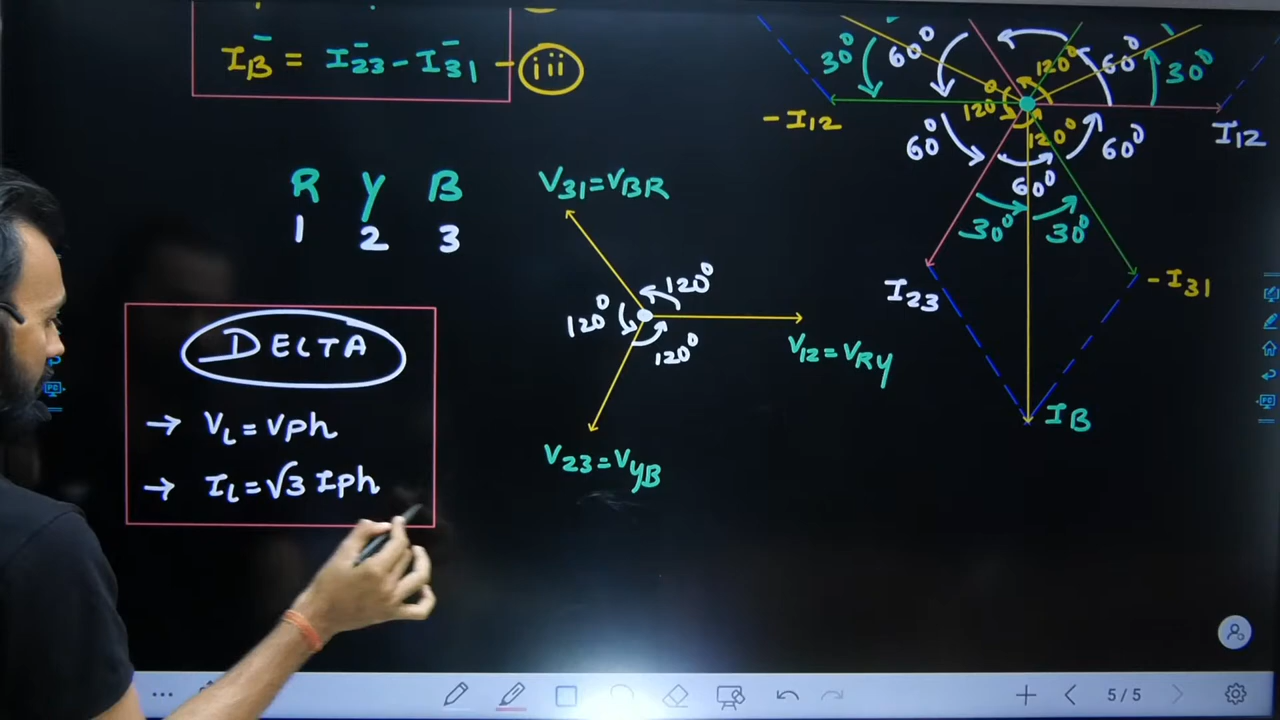 I̅B = I̅23 - I̅31 - iii
R Y B
1 2 3
DELTA
→ VL = Vph
→ IL = √3 Iph
V31 = VBR
120°
120°
120°
V12 = VRY
V23 = VYB
30°
60°
120°
60°
30°
-I12
120°
120°
I12
60°
60°
60°
30°
30°
I23
-I31
IB
5/5